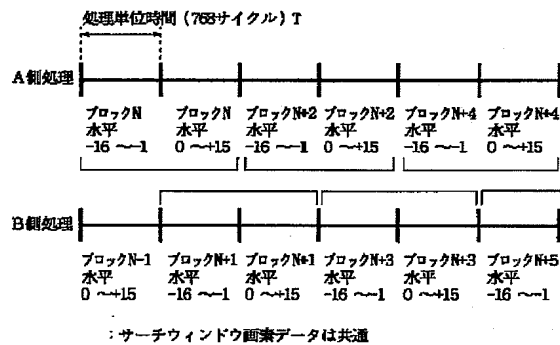 処理単位時間(768サイクル)T
A側処理
ブロックN 水平 -16 ~-1
ブロックN 水平 0 ~+15
ブロックN+2 水平 -16 ~-1
ブロックN+2 水平 0 ~+15
ブロックN+4 水平 -16 ~-1
ブロックN+4 水平 0 ~+15
B側処理
ブロックN-1 水平 0 ~+15
ブロックN+1 水平 -16 ~-1
ブロックN+1 水平 0 ~+15
ブロックN+3 水平 -16 ~-1
ブロックN+3 水平 0 ~+15
ブロックN+5 水平 -16 ~-1
:サーチウィンドウ画素データは共通